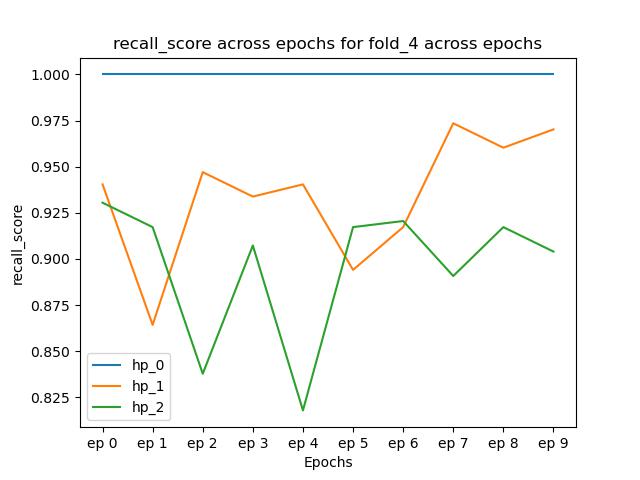 recall_score across epochs for fold_4 across epochs
recall_score
1.000
0.975
0.950
0.925
0.900
0.875
0.850
0.825
hp_0
hp_1
hp_2
ep 0 ep 1 ep 2 ep 3 ep 4 ep 5 ep 6 ep 7 ep 8 ep 9
Epochs